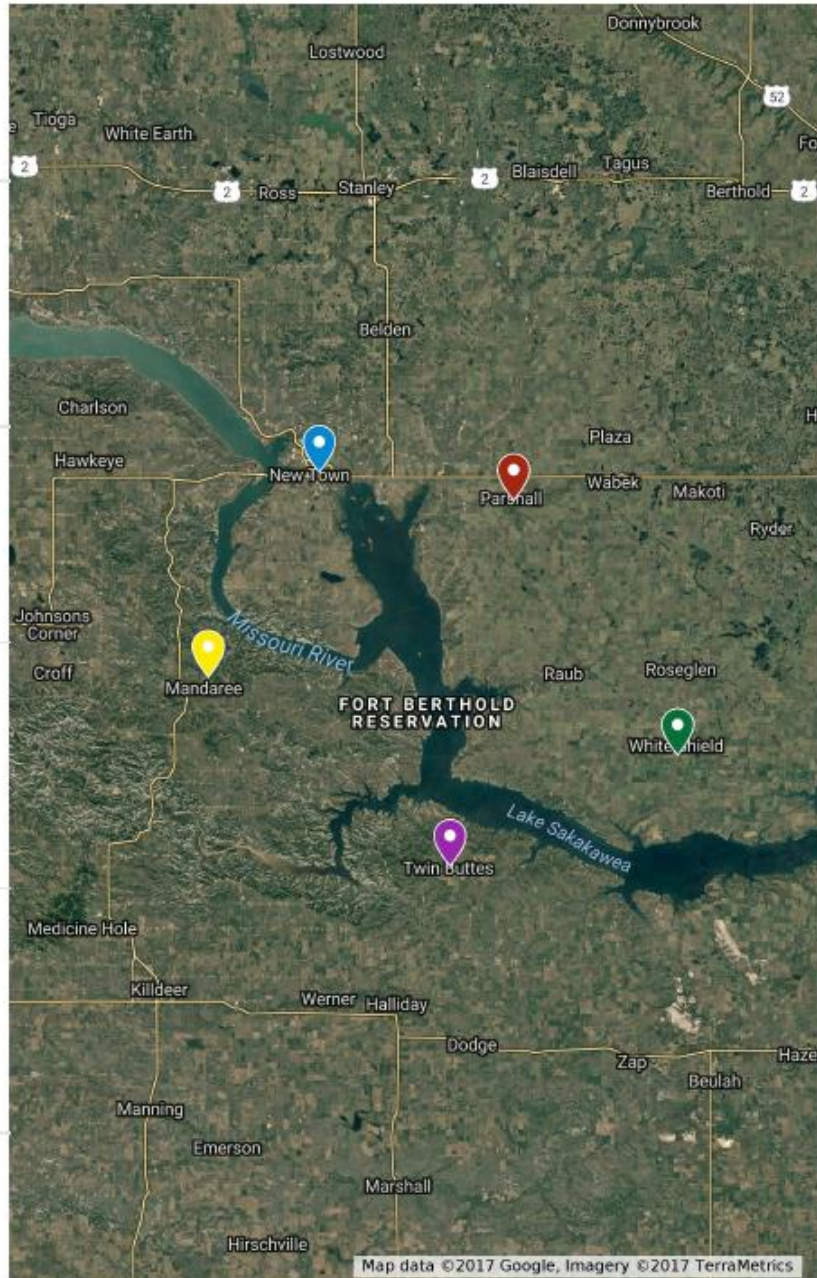 Donnybrook
Lostwood
52
Tioga
White Earth
Fo
e
2
2
Ross
Stanley
2
Blaisdell
Tagus
Berthold
2
Belden
Charlson
Plaza
H
Hawkeye
New Town
Parshall
Wabek
Makoti
Ryder
Johnsons
Corner
Missouri River
Croff
Mandaree
Raub
Roseglen
FORT BERTHOLD
RESERVATION
White Shield
Lake Sakakawea
Twin Buttes
Medicine Hole
Killdeer
Werner
Halliday
Dodge
Zap
Haze
Beulah
Manning
Emerson
Marshall
Hirschville
Map data ©2017 Google, Imagery ©2017 TerraMetrics